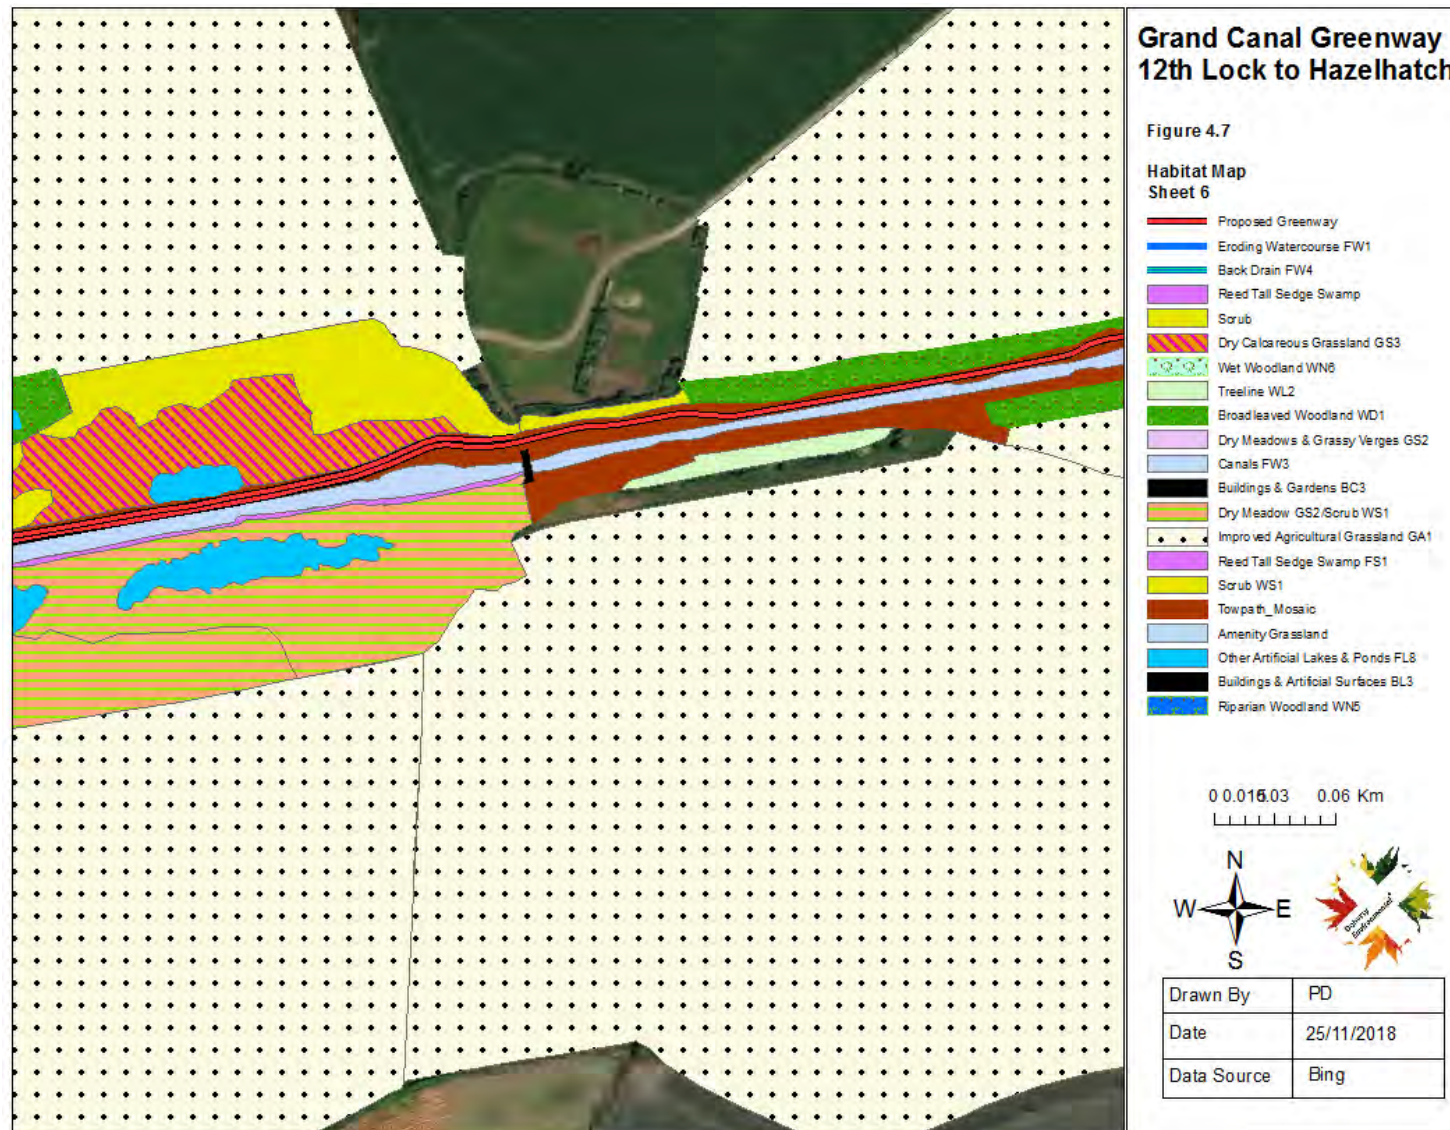 Grand Canal Greenway
12th Lock to Hazelhatch
Figure 4.7
Habitat Map
Sheet 6
Proposed Greenway
Eroding Watercourse FW1
Back Drain FW4
Reed Tall Sedge Swamp
Scrub
Dry Calcareous Grassland GS3
Wet Woodland WN6
Treeline WL2
Broadleaved Woodland WD1
Dry Meadows & Grassy Verges GS2
Canals FW3
Buildings & Gardens BC3
Dry Meadow GS2/Scrub WS1
Improved Agricultural Grassland GA1
Reed Tall Sedge Swamp FS1
Scrub WS1
Towpath_Mosaic
Amenity Grassland
Other Artificial Lakes & Ponds FL8
Buildings & Artificial Surfaces BL3
Riparian Woodland WN5
0 0.015 0.03 0.06 Km
N
W E
S
Doherty
Environmental
Drawn By PD
Date 25/11/2018
Data Source Bing